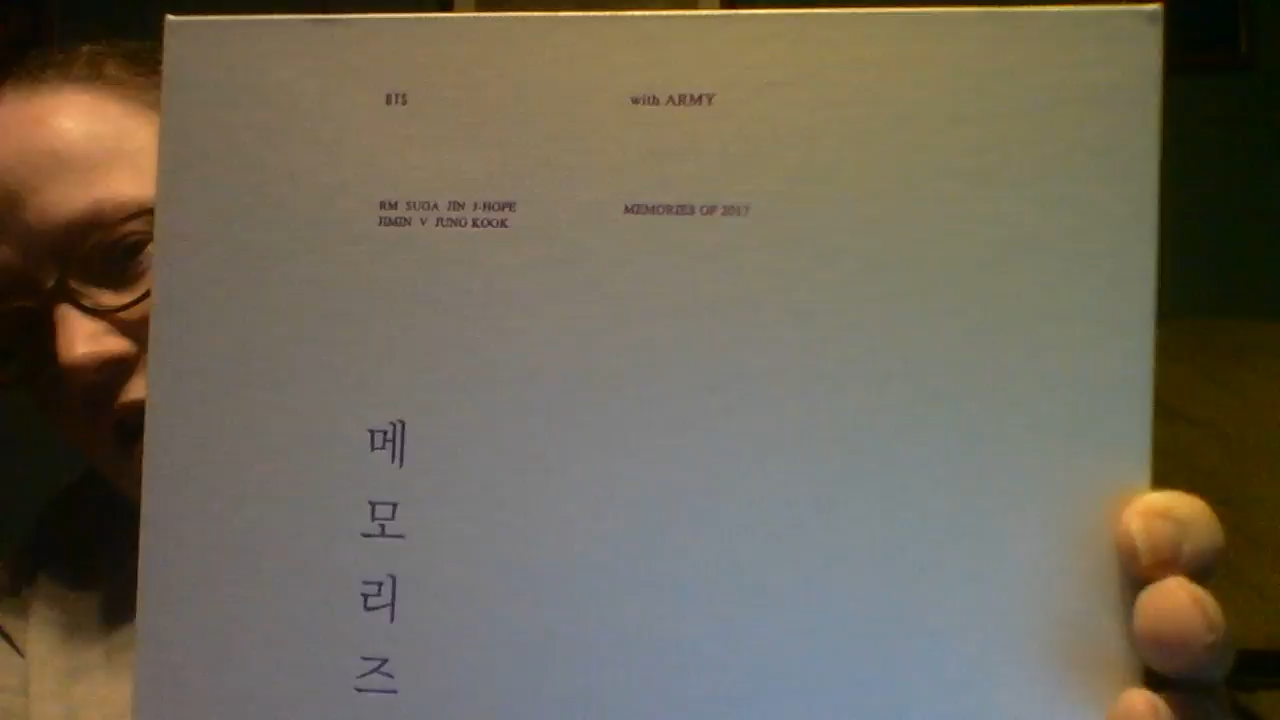 BTS
with ARMY
RM SUGA JIN J-HOPE
JIMIN V JUNG KOOK
MEMORIES OF 2017
메
모
리
즈